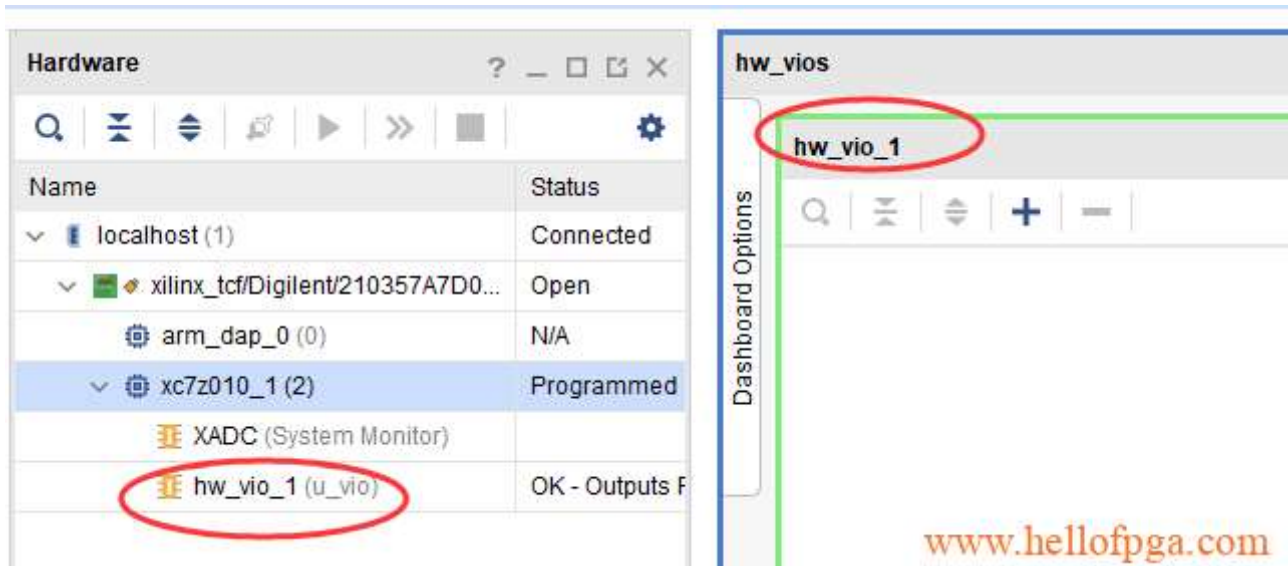 Hardware
Name Status
localhost (1) Connected
xilinx_tcf/Digilent/210357A7D0... Open
arm_dap_0 (0) N/A
xc7z010_1 (2) Programmed
XADC (System Monitor)
hw_vio_1 (u_vio) OK - Outputs
hw_vios
hw_vio_1
Dashboard Options
www.hellofpga.com